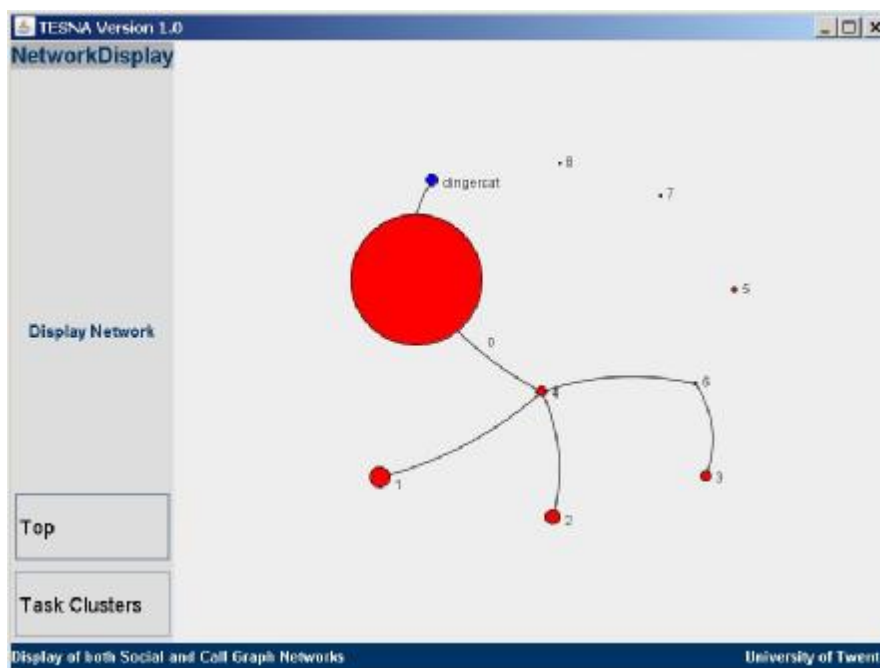 TESNA Version 1.0
NetworkDisplay
8
dingercat
7
5
Display Network
0
4
6
1
3
2
Top
Task Clusters
Display of both Social and Call Graph Networks
University of Twent